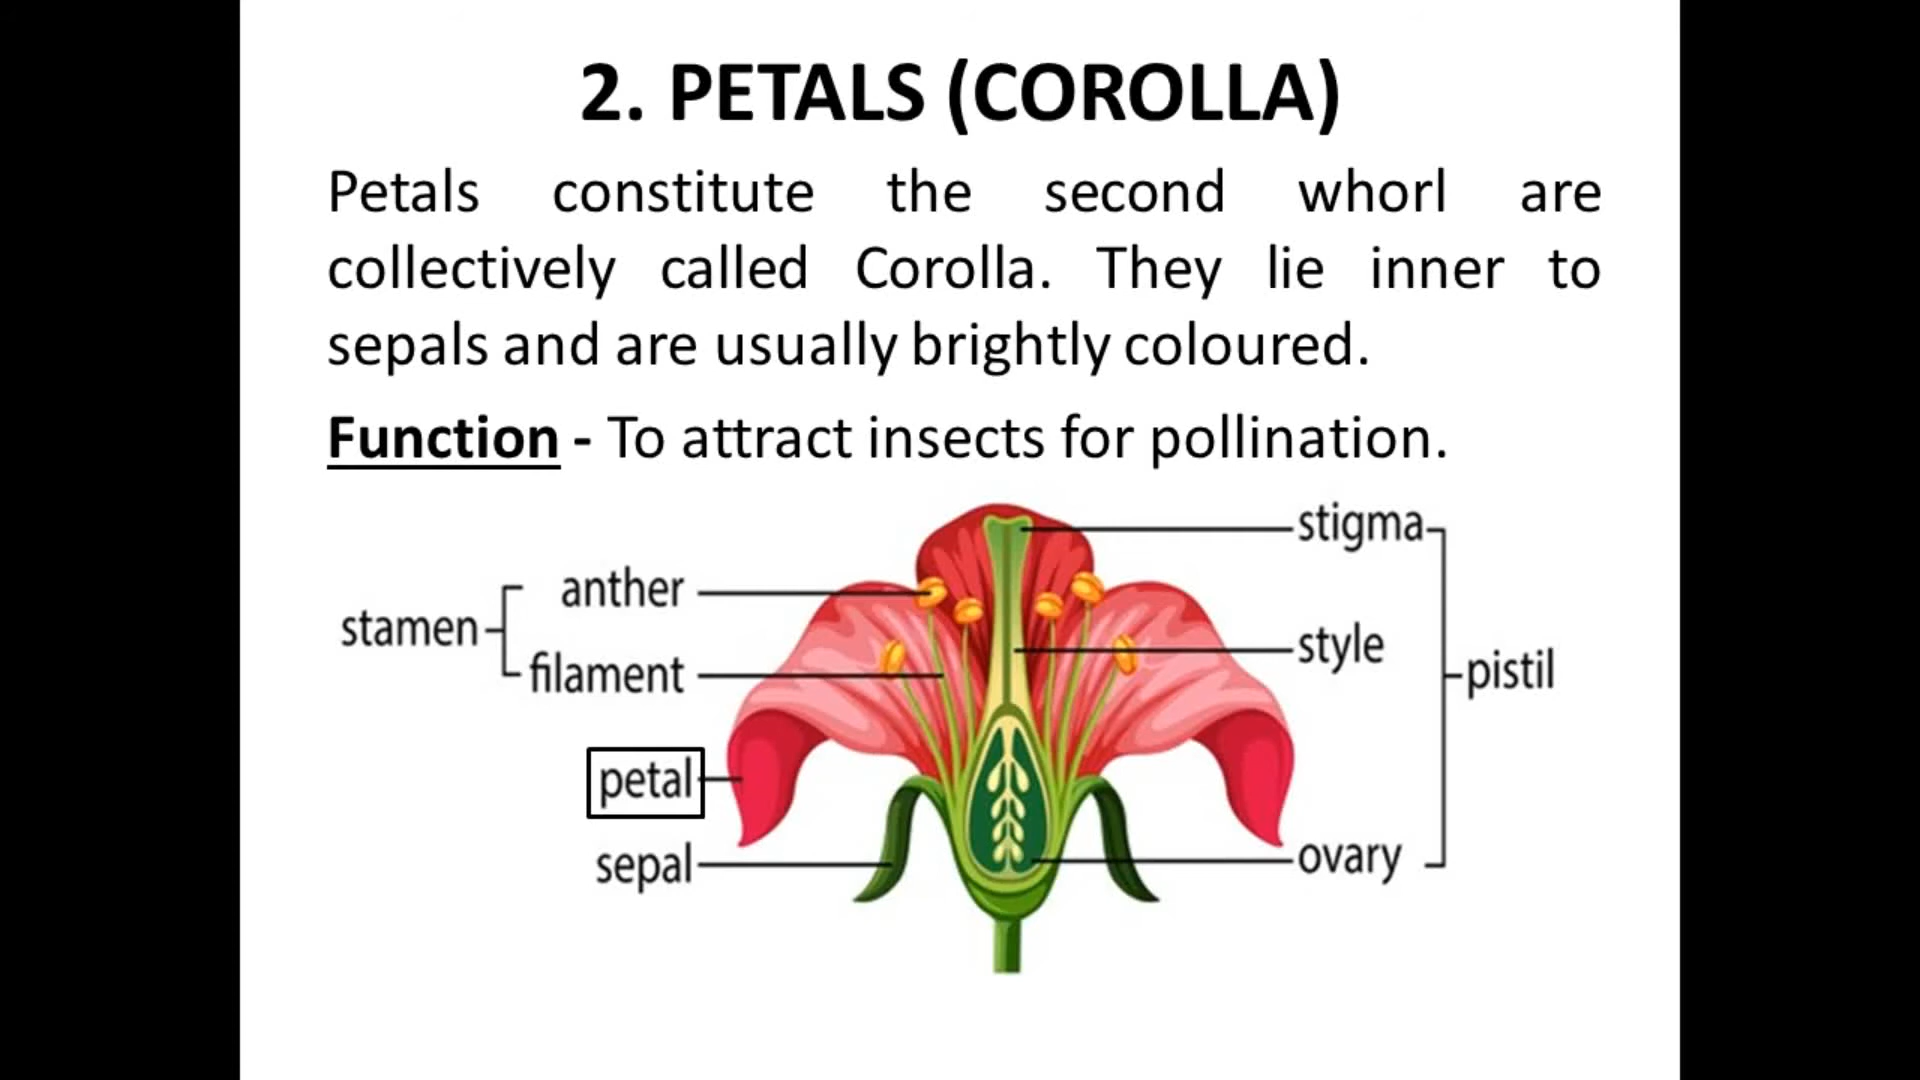 2. PETALS (COROLLA)
Petals constitute the second whorl are
collectively called Corolla. They lie inner to
sepals and are usually brightly coloured.
Function - To attract insects for pollination.
stigma
anther
stamen
style
filament
pistil
petal
sepal
ovary